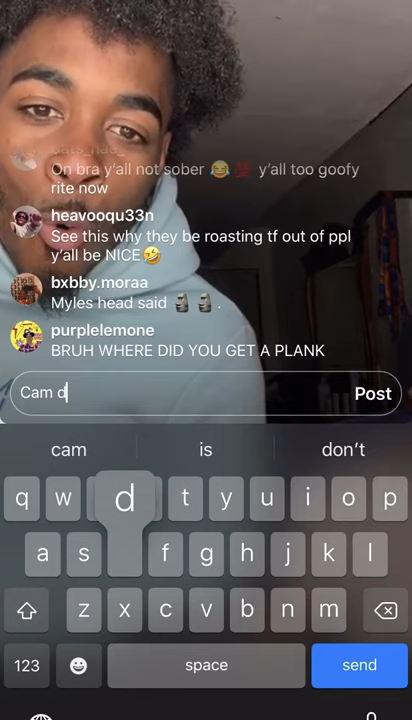 On bra y'all not sober 😂 💯 y'all too goofy
rite now
heavooqu33n
See this why they be roasting tf out of ppl
y'all be NICE🤣
bxbby.moraa
Myles head said 🗿 🗿 .
purplelemone
BRUH WHERE DID YOU GET A PLANK
Cam d Post
cam is don't
q w d t y u i o p
a s f g h j k l
z x c v b n m
123 space send